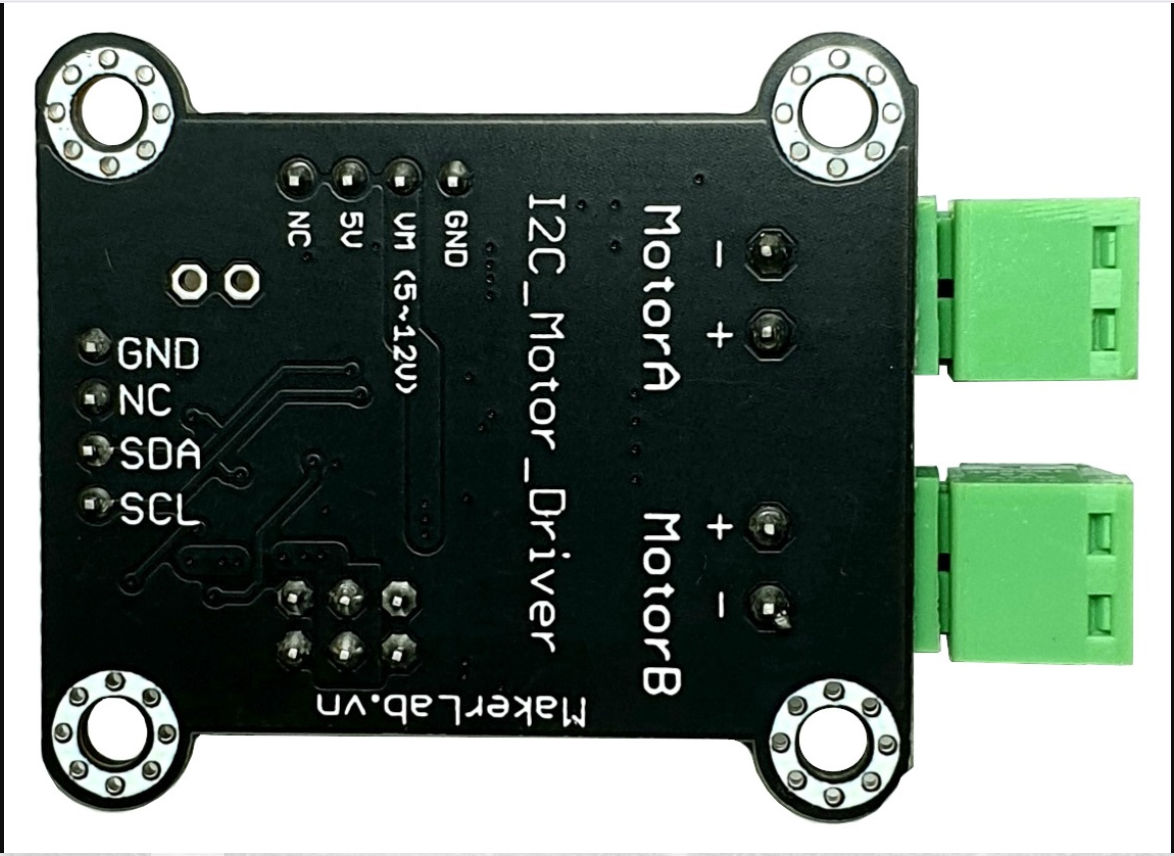 NC
5V
VM (5~12V)
GND
I2C_Motor_Driver
MotorA
-
+
GND
NC
SDA
SCL
MotorB
+
-
MakerLab.vn